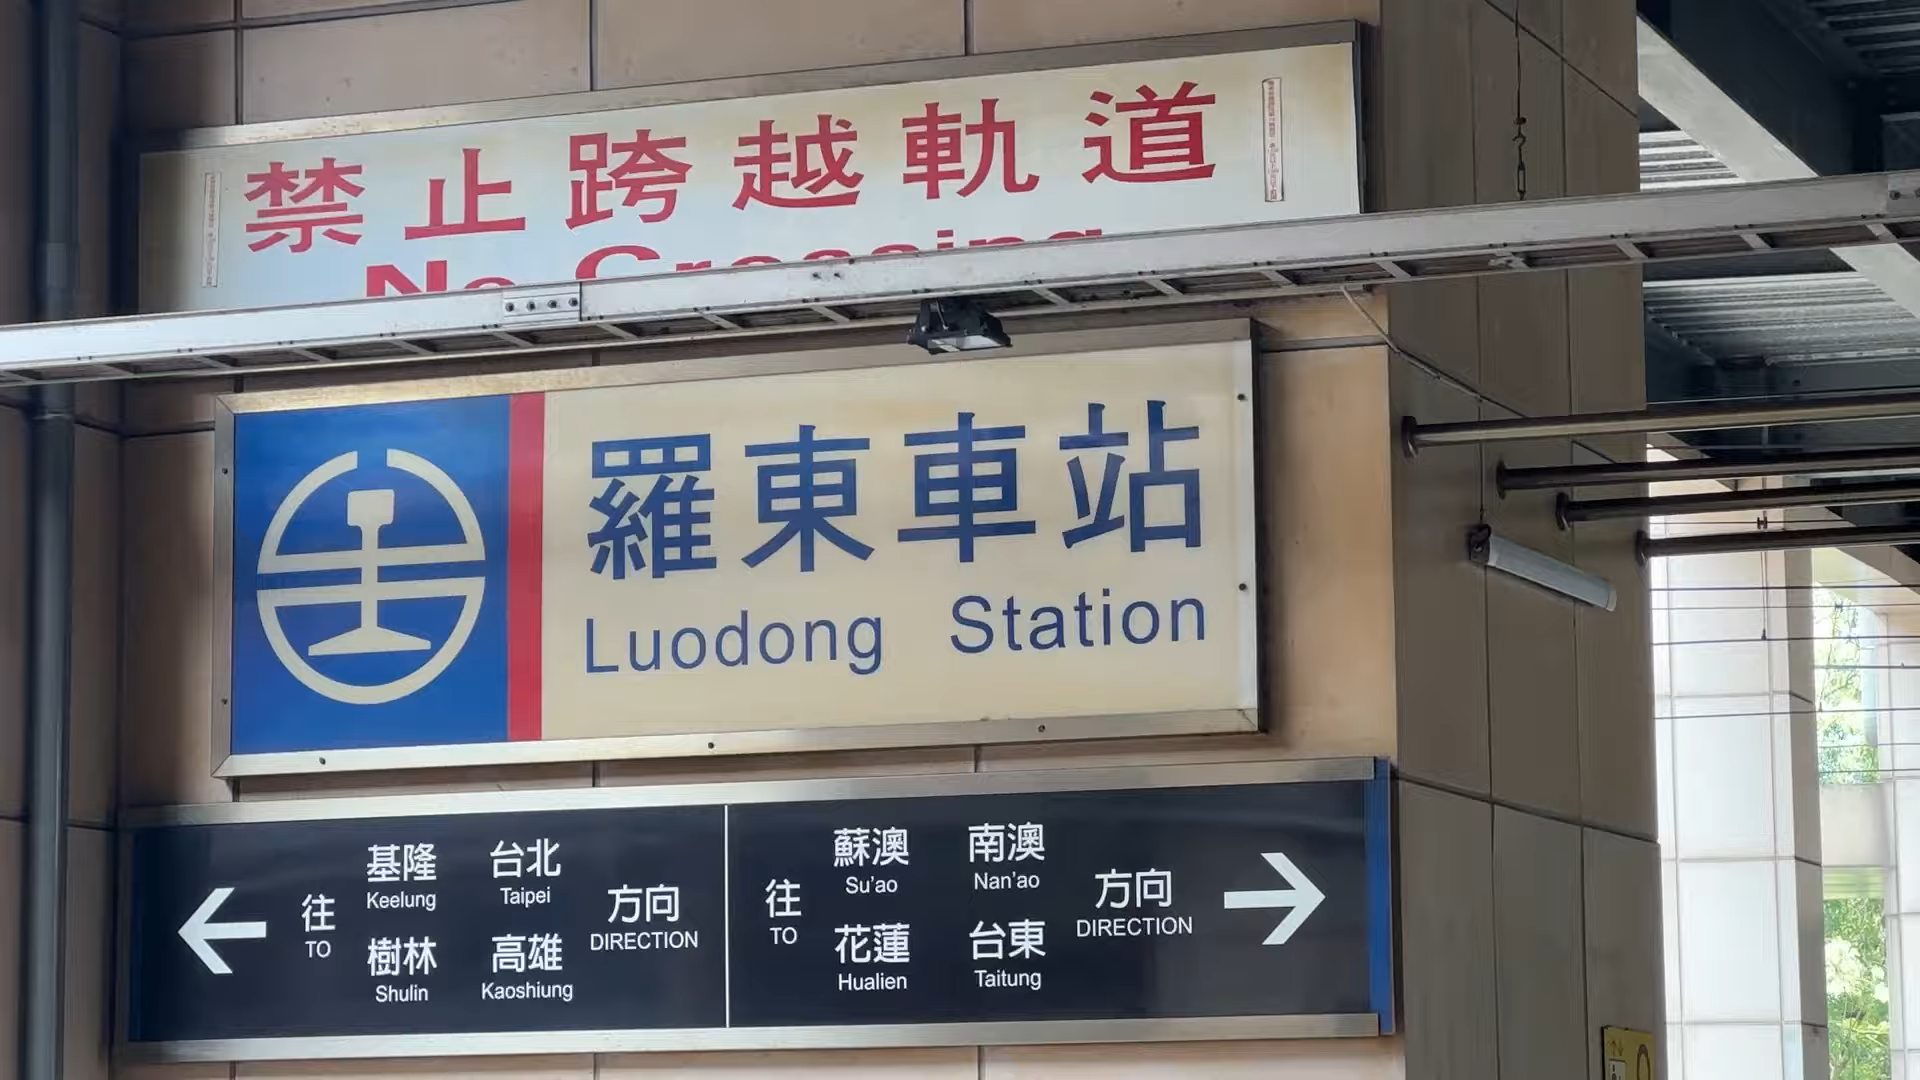 禁止跨越軌道
No Crossing
羅東車站
Luodong Station
往
TO
基隆 台北
Keelung Taipei
樹林 高雄
Shulin Kaoshiung
方向
DIRECTION
往
TO
蘇澳 南澳
Su'ao Nan'ao
花蓮 台東
Hualien Taitung
方向
DIRECTION